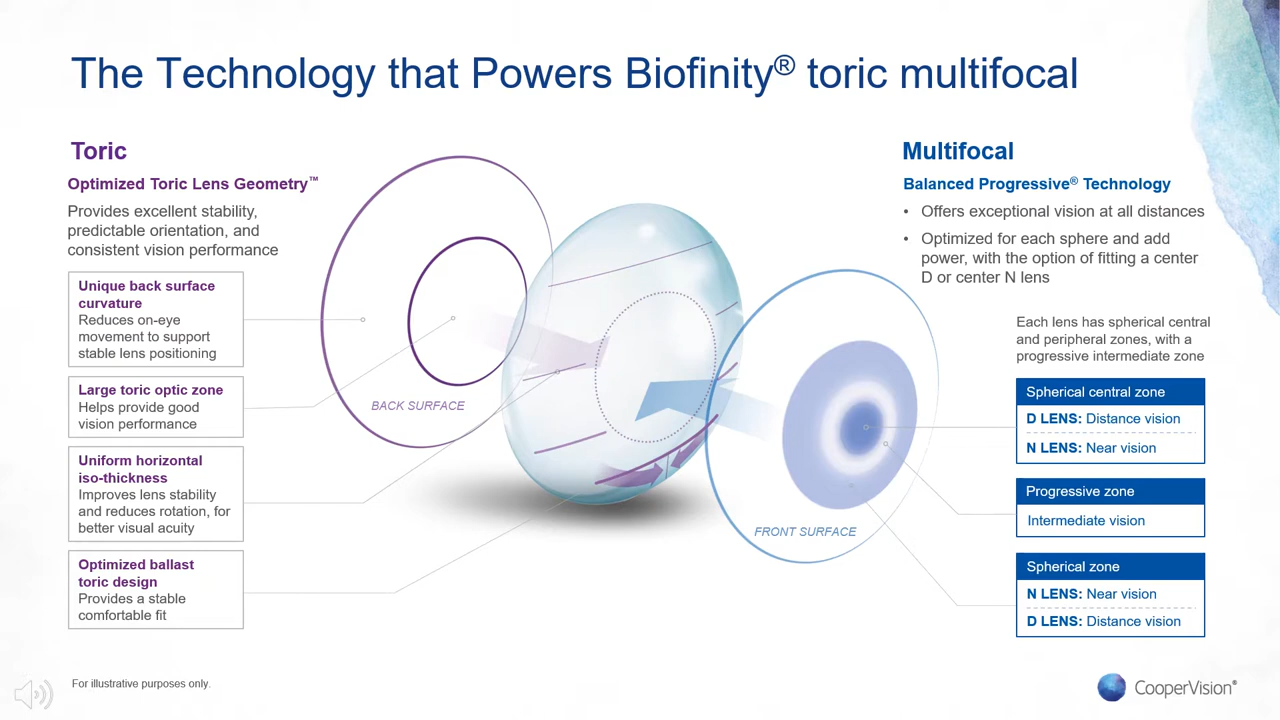 The Technology that Powers Biofinity® toric multifocal
Toric
Optimized Toric Lens Geometry™
Provides excellent stability,
predictable orientation, and
consistent vision performance
Unique back surface
curvature
Reduces on-eye
movement to support
stable lens positioning
Large toric optic zone
Helps provide good
vision performance
Uniform horizontal
iso-thickness
Improves lens stability
and reduces rotation, for
better visual acuity
Optimized ballast
toric design
Provides a stable
comfortable fit
BACK SURFACE
FRONT SURFACE
Multifocal
Balanced Progressive® Technology
• Offers exceptional vision at all distances
• Optimized for each sphere and add
power, with the option of fitting a center
D or center N lens
Each lens has spherical central
and peripheral zones, with a
progressive intermediate zone
Spherical central zone
D LENS: Distance vision
N LENS: Near vision
Progressive zone
Intermediate vision
Spherical zone
N LENS: Near vision
D LENS: Distance vision
For illustrative purposes only.
CooperVision®